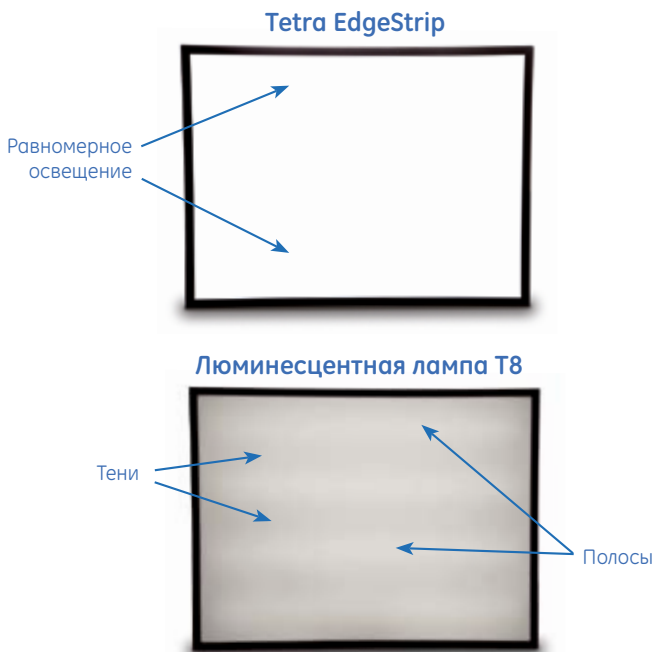 Tetra EdgeStrip
Равномерное
освещение
Люминесцентная лампа T8
Тени
Полосы